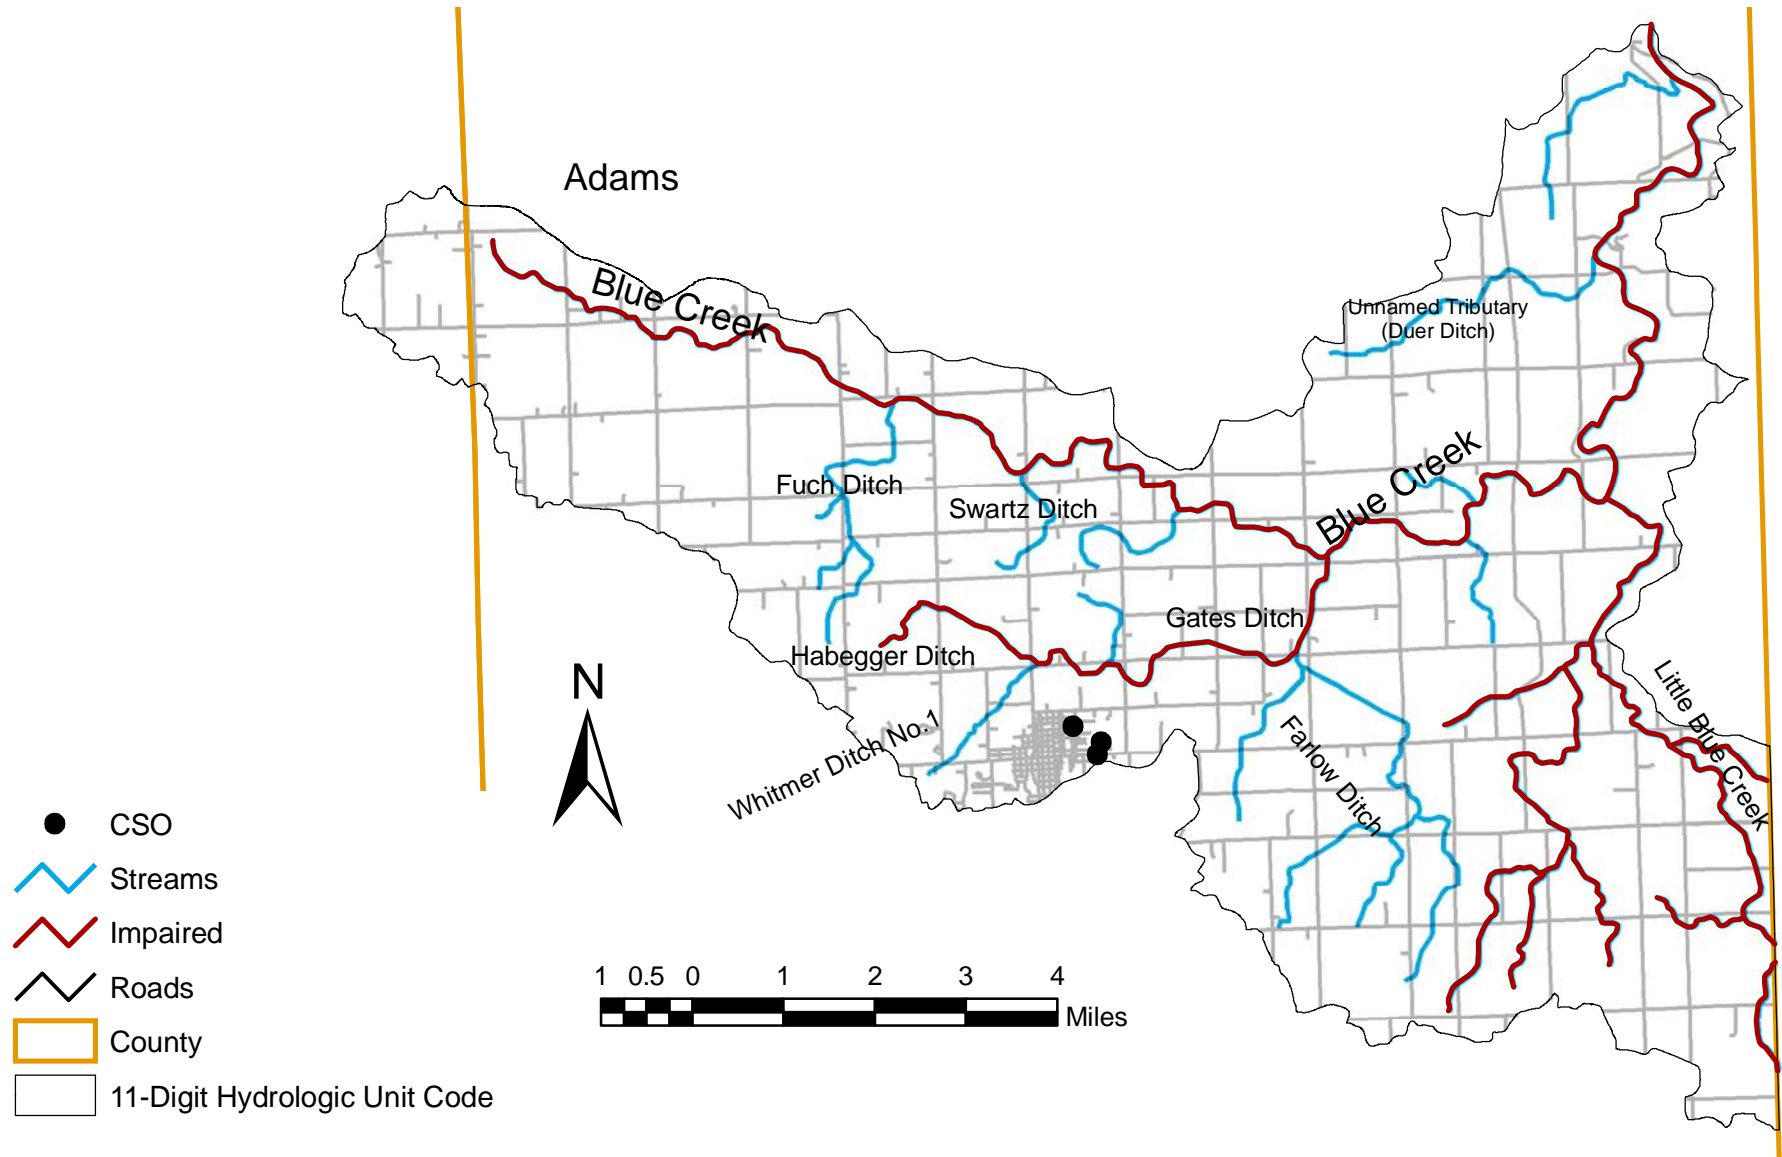 Adams
Blue Creek
Unnamed Tributary
(Duer Ditch)
Blue Creek
Fuch Ditch
Swartz Ditch
Gates Ditch
Habegger Ditch
Little Blue Creek
Whitmer Ditch No.1
Farlow Ditch
N
CSO
Streams
Impaired
Roads
County
11-Digit Hydrologic Unit Code
1 0.5 0 1 2 3 4
Miles